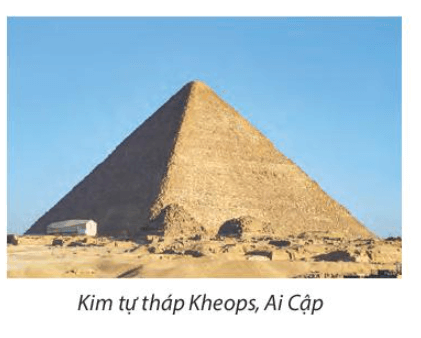 Kim tự tháp Kheops, Ai Cập